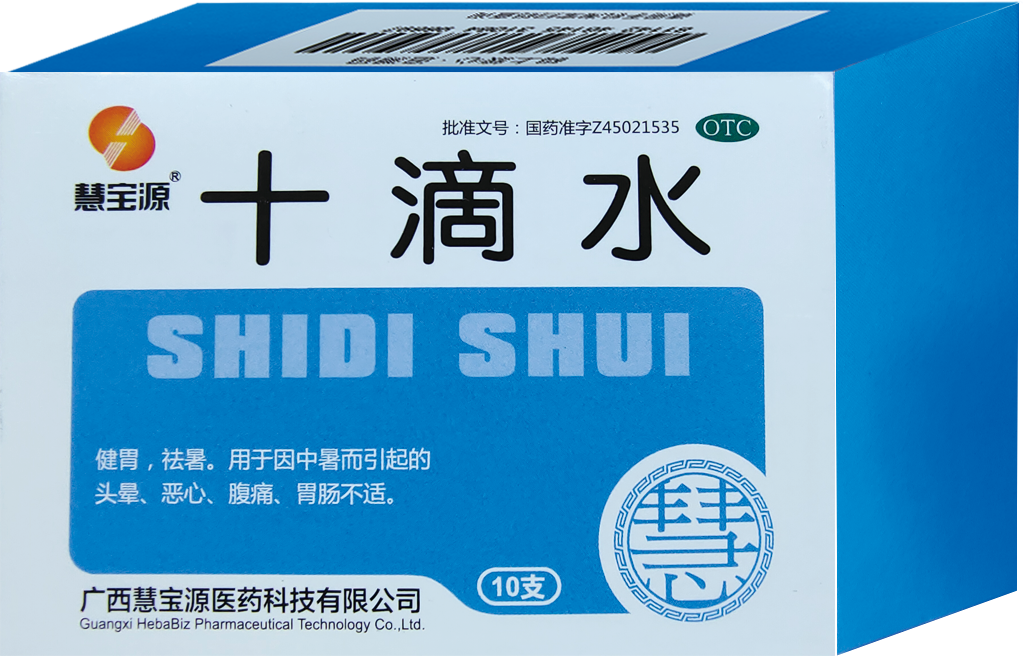 批准文号：国药准字Z45021535 OTC
慧宝源®
十滴水
SHIDI SHUI
健胃，祛暑。用于因中暑而引起的
头晕、恶心、腹痛、胃肠不适。
慧
10支
广西慧宝源医药科技有限公司
Guangxi HebaBiz Pharmaceutical Technology Co.,Ltd.